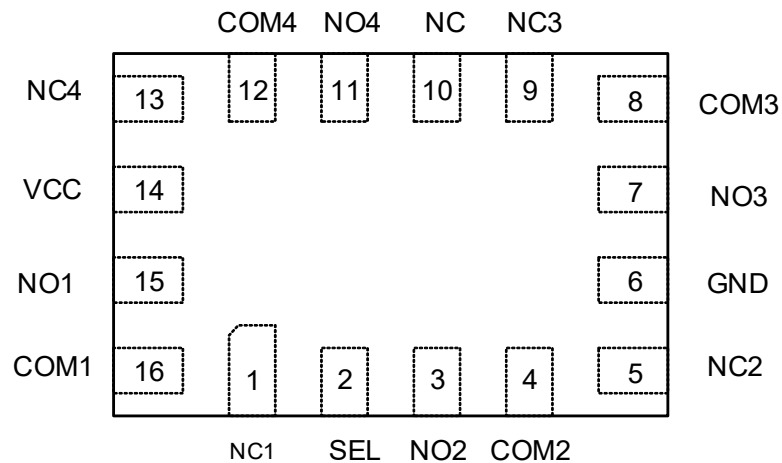 COM4 NO4 NC NC3
NC4 13 12 11 10 9 8 COM3
VCC 14 7 NO3
NO1 15 6 GND
COM1 16 1 2 3 4 5 NC2
NC1 SEL NO2 COM2